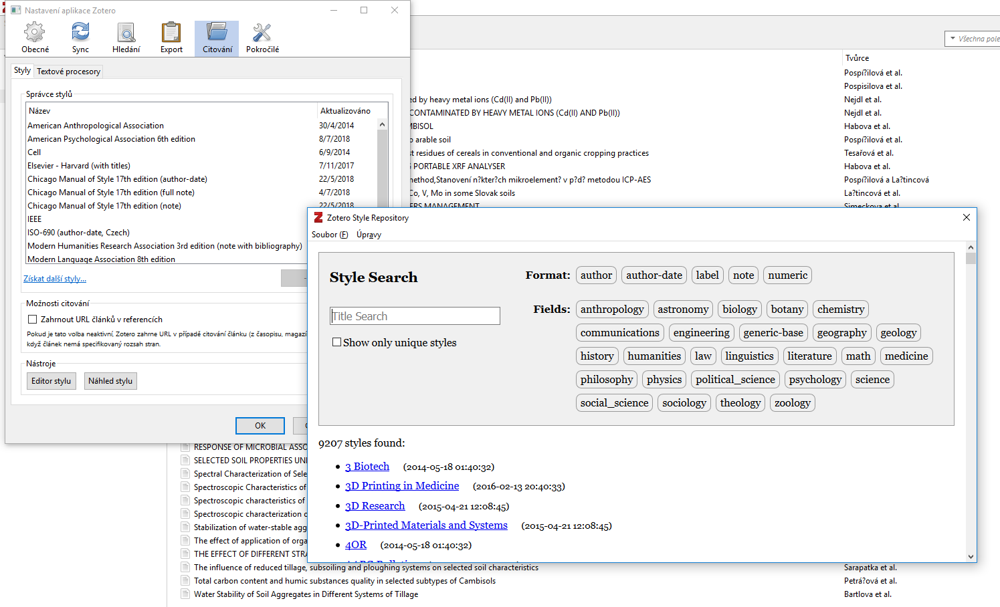 Nastavení aplikace Zotero
Obecné Sync Hledání Export Citování Pokročilé
Styly Textové procesory
Správce stylů
Název Aktualizováno
American Anthropological Association 30/4/2014
American Psychological Association 6th edition 8/7/2018
Cell 6/9/2014
Elsevier - Harvard (with titles) 7/11/2017
Chicago Manual of Style 17th edition (author-date) 22/5/2018
Chicago Manual of Style 17th edition (full note) 4/7/2018
Chicago Manual of Style 17th edition (note) 22/5/2018
IEEE
ISO-690 (author-date, Czech)
Modern Humanities Research Association 3rd edition (note with bibliography)
Modern Language Association 8th edition
Získat další styly...
Možnosti citování
Zahrnout URL článků v referencích
Pokud je tato volba neaktivní, Zotero zahrne URL v případě citování článku (z časopisu, magazí
když článek nemá specifikovaný rozsah stran.
Nástroje
Editor stylu Náhled stylu
OK
Všechna pole
Tvůrce
Pospí?ilová et al.
Pospisilova et al.
ed by heavy metal ions (Cd(II) and Pb(II)) Nejdl et al.
CONTAMINATED BY HEAVY METAL IONS (Cd(II) AND Pb(II)) Nejdl et al.
MBISOL Habova et al.
o arable soil Pospí?ilová et al.
st residues of cereals in conventional and organic cropping practices Tesařová et al.
G PORTABLE XRF ANALYSER Habova et al.
method,Stanovení n?kter?ch mikroelement? v p?d? metodou ICP-AES Pospí?ilová a La?tincová
Co, V, Mo in some Slovak soils La?tincová et al.
ERS MANAGEMENT Simeckova et al.
Zotero Style Repository
Soubor (F) Úpravy
Style Search
Title Search
Show only unique styles
Format: author author-date label note numeric
Fields: anthropology astronomy biology botany chemistry
communications engineering generic-base geography geology
history humanities law linguistics literature math medicine
philosophy physics political_science psychology science
social_science sociology theology zoology
9207 styles found:
3 Biotech (2014-05-18 01:40:32)
3D Printing in Medicine (2016-02-13 20:40:33)
3D Research (2015-04-21 12:08:45)
3D-Printed Materials and Systems (2015-04-21 12:08:45)
4OR (2014-05-18 01:40:32)
RESPONSE OF MICROBIAL ASSO
SELECTED SOIL PROPERTIES UN
Spectral Characterization of Sele
Spectroscopic Characteristics of
Spectroscopic characteristics of
Spectroscopic characterization o
Stabilization of water-stable agg
The effect of application of orga
THE EFFECT OF DIFFERENT STRA
The influence of reduced tillage, subsoiling and ploughing systems on selected soil characteristics Sarapatka et al.
Total carbon content and humic substances quality in selected subtypes of Cambisols Petrá?ová et al.
Water Stability of Soil Aggregates in Different Systems of Tillage Bartlova et al.